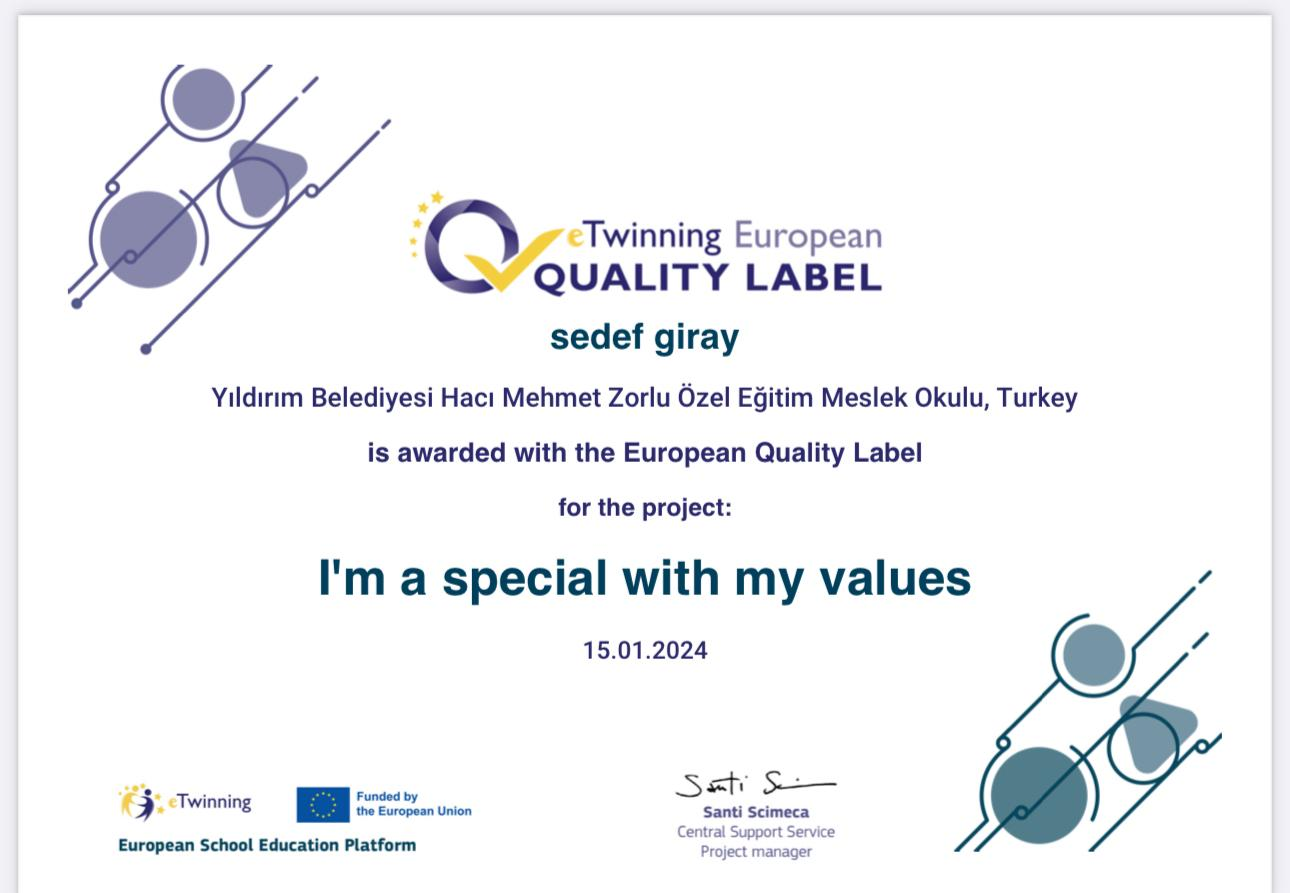 eTwinning European
QUALITY LABEL
sedef giray
Yıldırım Belediyesi Hacı Mehmet Zorlu Özel Eğitim Meslek Okulu, Turkey
is awarded with the European Quality Label
for the project:
I'm a special with my values
15.01.2024
eTwinning
Funded by
the European Union
European School Education Platform
Santi Scimeca
Central Support Service
Project manager